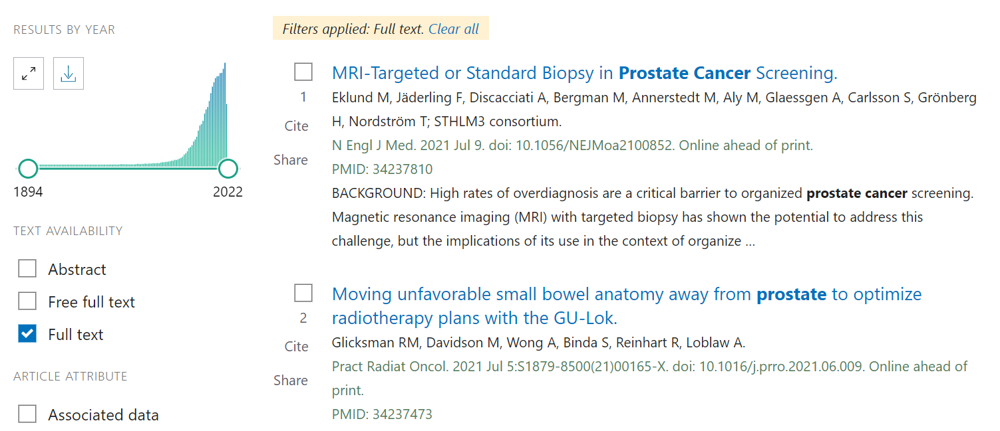 RESULTS BY YEAR
1894 2022
TEXT AVAILABILITY
Abstract
Free full text
Full text
ARTICLE ATTRIBUTE
Associated data
Filters applied: Full text. Clear all
MRI-Targeted or Standard Biopsy in Prostate Cancer Screening.
1
Cite
Share
Eklund M, Jäderling F, Discacciati A, Bergman M, Annerstedt M, Aly M, Glaessgen A, Carlsson S, Grönberg
H, Nordström T; STHLM3 consortium.
N Engl J Med. 2021 Jul 9. doi: 10.1056/NEJMoa2100852. Online ahead of print.
PMID: 34237810
BACKGROUND: High rates of overdiagnosis are a critical barrier to organized prostate cancer screening.
Magnetic resonance imaging (MRI) with targeted biopsy has shown the potential to address this
challenge, but the implications of its use in the context of organize ...
Moving unfavorable small bowel anatomy away from prostate to optimize
radiotherapy plans with the GU-Lok.
2
Cite
Share
Glicksman RM, Davidson M, Wong A, Binda S, Reinhart R, Loblaw A.
Pract Radiat Oncol. 2021 Jul 5:S1879-8500(21)00165-X. doi: 10.1016/j.prro.2021.06.009. Online ahead of
print.
PMID: 34237473